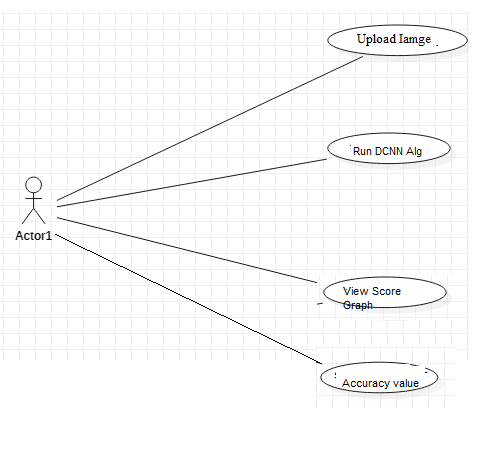 Upload Iamge .
Run DCNN Alg
Actor1
View Score
Graph
Accuracy value